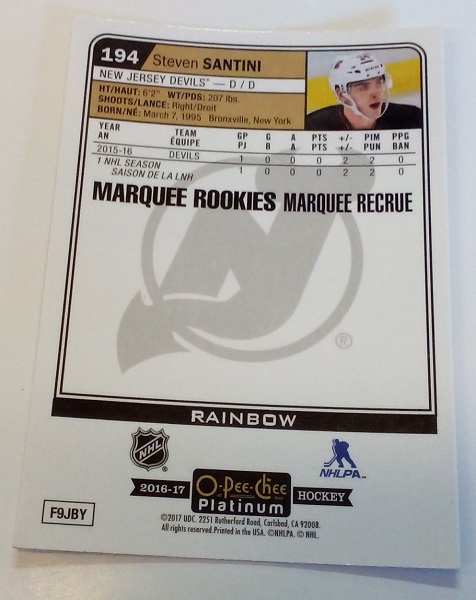 194 Steven SANTINI
NEW JERSEY DEVILS® — D / D
HT/HAUT: 6'2" WT/PDS: 207 lbs.
SHOOTS/LANCE: Right/Droit
BORN/NÉ: March 7, 1995 Bronxville, New York
YEAR TEAM GP G A PTS +/- PIM PPG
AN ÉQUIPE PJ B A PTS +/- PUN BAN
2015-16 DEVILS 1 0 0 0 2 2 0
1 NHL SEASON 1 0 0 0 2 2 0
SAISON DE LA LNH
MARQUEE ROOKIES MARQUEE RECRUE
®
RAINBOW
NHL
NHLPA™
2016-17 O-Pee-Chee HOCKEY
Platinum
F9JBY
©2017 UDC. 2251 Rutherford Road, Carlsbad, CA 92008.
All rights reserved. Printed in the USA. ©NHLPA. © NHL.